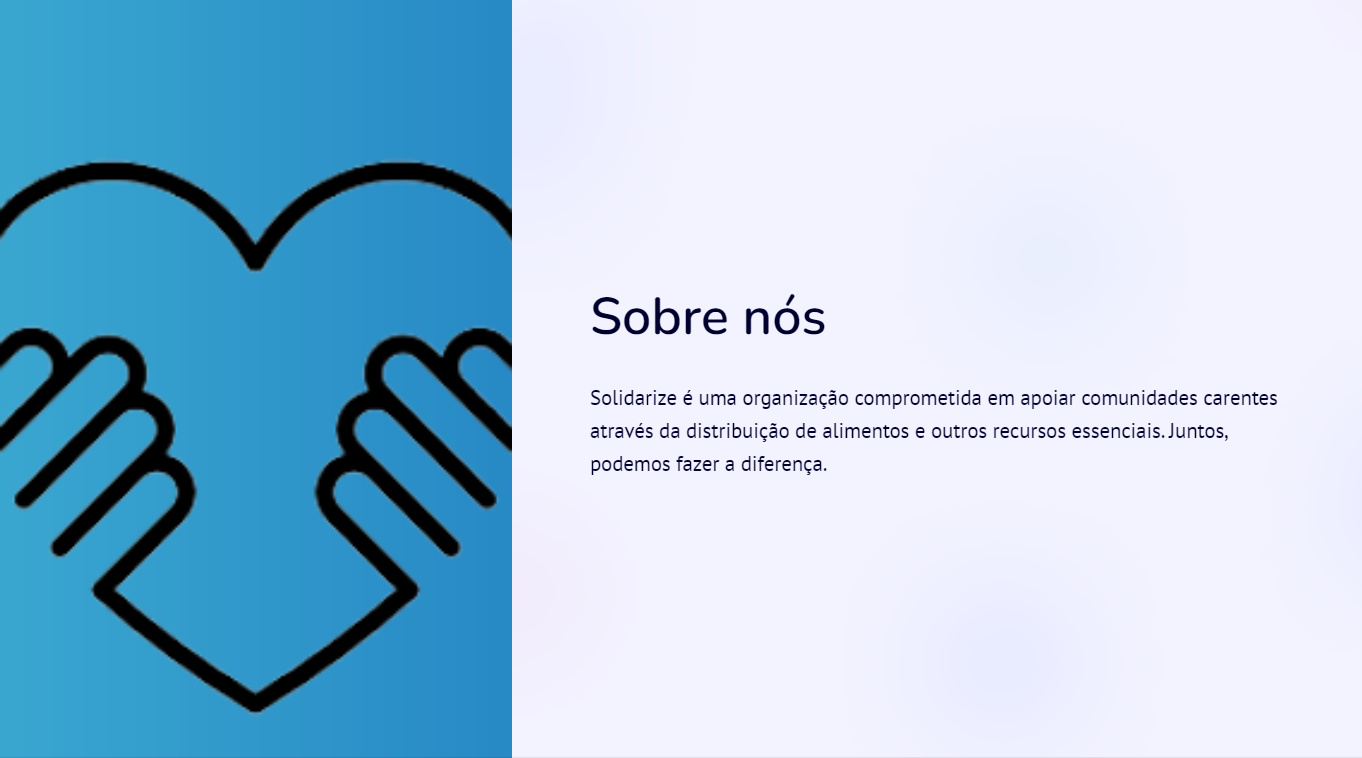 Sobre nós
Solidarize é uma organização comprometida em apoiar comunidades carentes
através da distribuição de alimentos e outros recursos essenciais. Juntos,
podemos fazer a diferença.